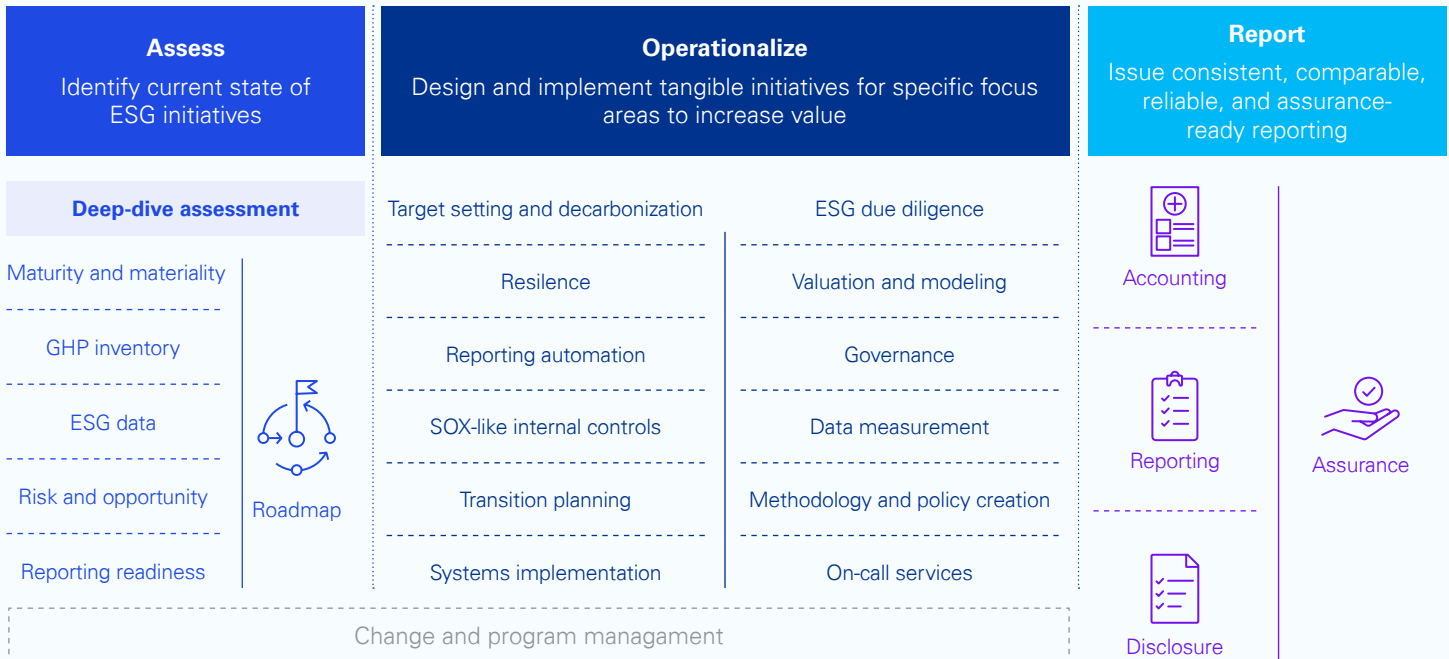 Assess
Identify current state of
ESG initiatives
Operationalize
Design and implement tangible initiatives for specific focus
areas to increase value
Report
Issue consistent, comparable,
reliable, and assurance-
ready reporting
Deep-dive assessment
Maturity and materiality
GHP inventory
ESG data
Risk and opportunity
Reporting readiness
Roadmap
Target setting and decarbonization
Resilence
Reporting automation
SOX-like internal controls
Transition planning
Systems implementation
ESG due diligence
Valuation and modeling
Governance
Data measurement
Methodology and policy creation
On-call services
Change and program managament
Accounting
Reporting
Disclosure
Assurance